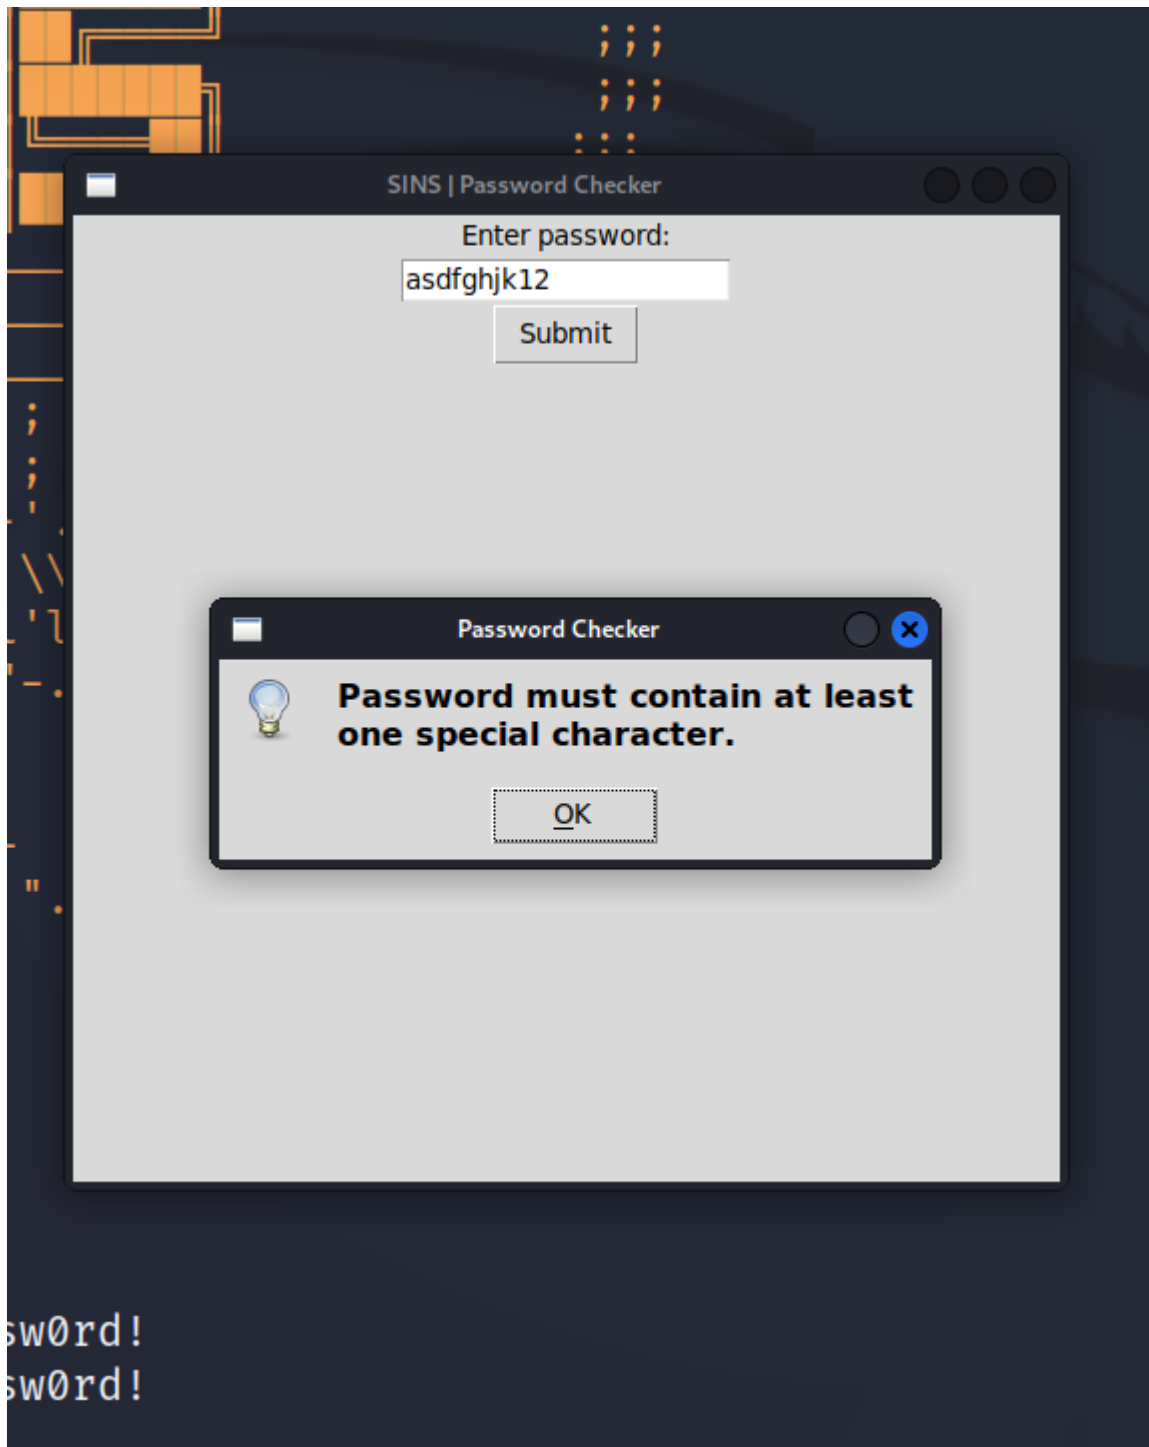 SINS | Password Checker
Enter password:
asdfghjk12
Submit
Password Checker
Password must contain at least
one special character.
OK
sw0rd!
sw0rd!